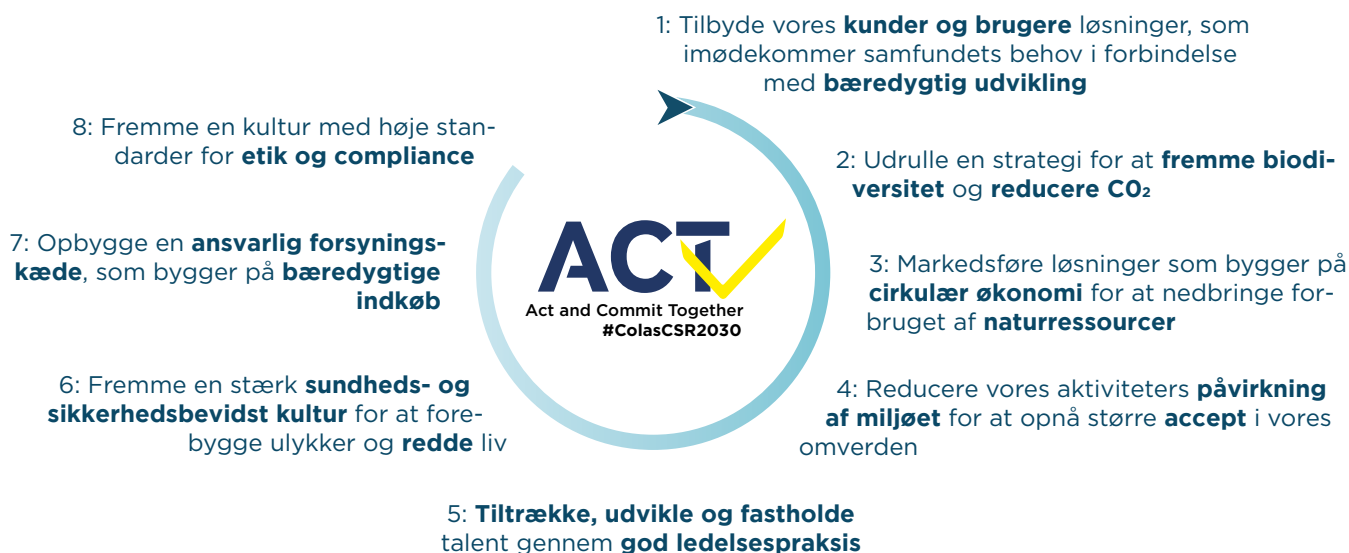 1: Tilbyde vores kunder og brugere løsninger, som
imødekommer samfundets behov i forbindelse
med bæredygtig udvikling
2: Udrulle en strategi for at fremme biodi-
versitet og reducere C0₂
3: Markedsføre løsninger som bygger på
cirkulær økonomi for at nedbringe for-
bruget af naturressourcer
4: Reducere vores aktiviteters påvirkning
af miljøet for at opnå større accept i vores
omverden
5: Tiltrække, udvikle og fastholde
talent gennem god ledelsespraksis
6: Fremme en stærk sundheds- og
sikkerhedsbevidst kultur for at fore-
bygge ulykker og redde liv
7: Opbygge en ansvarlig forsynings-
kæde, som bygger på bæredygtige
indkøb
8: Fremme en kultur med høje stan-
darder for etik og compliance
ACT
Act and Commit Together
#ColasCSR2030